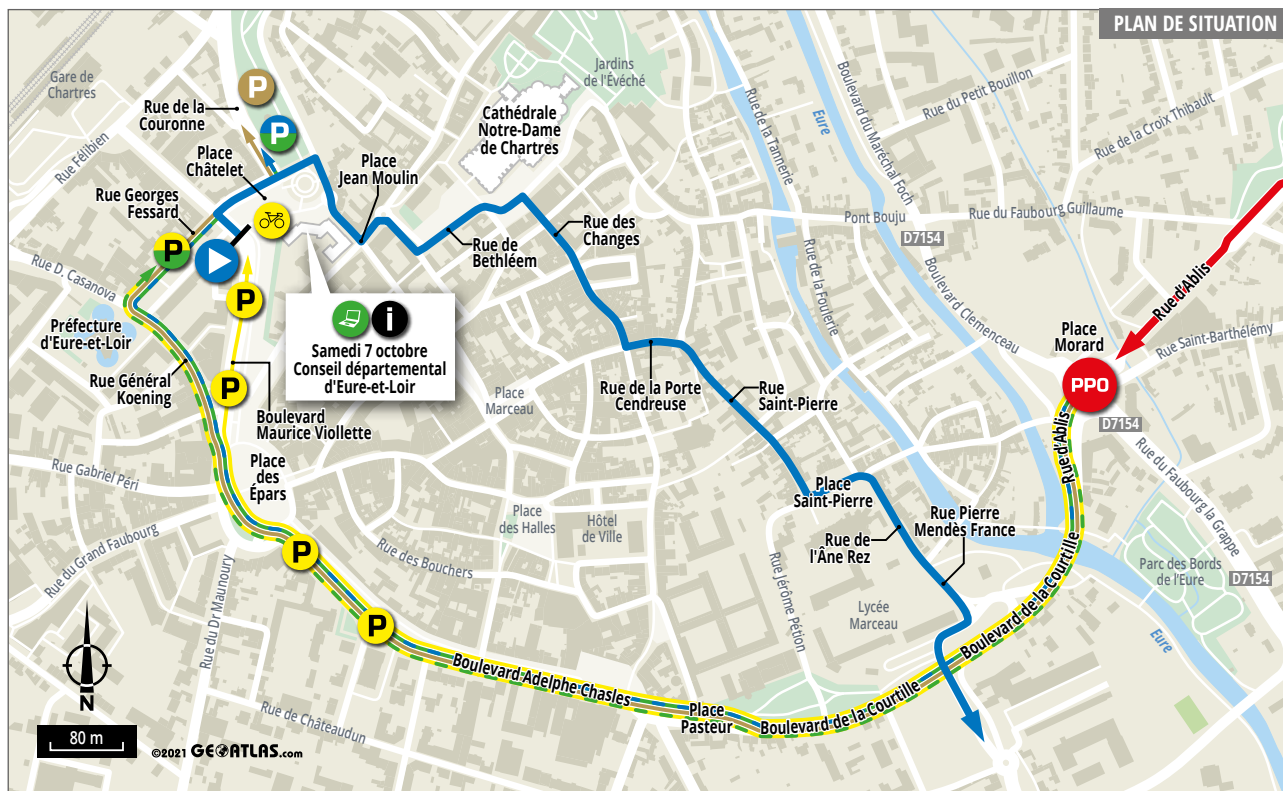 PLAN DE SITUATION
Gare de
Chartres
Rue de la
Couronne
P
P
Jardins
de l'Évêché
Cathédrale
Notre-Dame
de Chartres
Rue de la Tannerie
Eure
Boulevard du Maréchal Foch
Rue du Petit Bouillon
Rue de la Croix Thibault
Rue Félibien
Place
Châtelet
Place
Jean Moulin
Rue Georges
Fessard
P
Rue des
Changes
Rue de
Bethléem
Pont Bouju
Rue du Faubourg Guillaume
D7154
Rue D. Casanova
P
Rue de la Foulerie
Boulevard Clemenceau
Rue d'Ablis
Préfecture
d'Eure-et-Loir
i
Samedi 7 octobre
Conseil départemental
d'Eure-et-Loir
Place
Morard
Rue Saint-Barthélémy
PPO
D7154
Rue Général
Koening
P
Boulevard
Maurice Viollette
Place
Marceau
Rue de la Porte
Cendreuse
Rue
Saint-Pierre
Rue d'Ablis
Rue du Faubourg la Grappe
Rue Gabriel Péri
Place
des
Épars
Place
Saint-Pierre
Place
des Halles
Hôtel
de Ville
Rue Pierre
Mendès France
Rue de
l'Âne Rez
Rue du Grand Faubourg
P
Rue des Bouchers
Rue Jérôme Pétion
Parc des Bords
de l'Eure
D7154
Rue du Dr Maunoury
P
Lycée
Marceau
Boulevard de la Courtille
Eure
Boulevard Adelphe Chasles
Place
Pasteur
Boulevard de la Courtille
Rue de Châteaudun
N
80 m
©2021 GEOATLAS.com